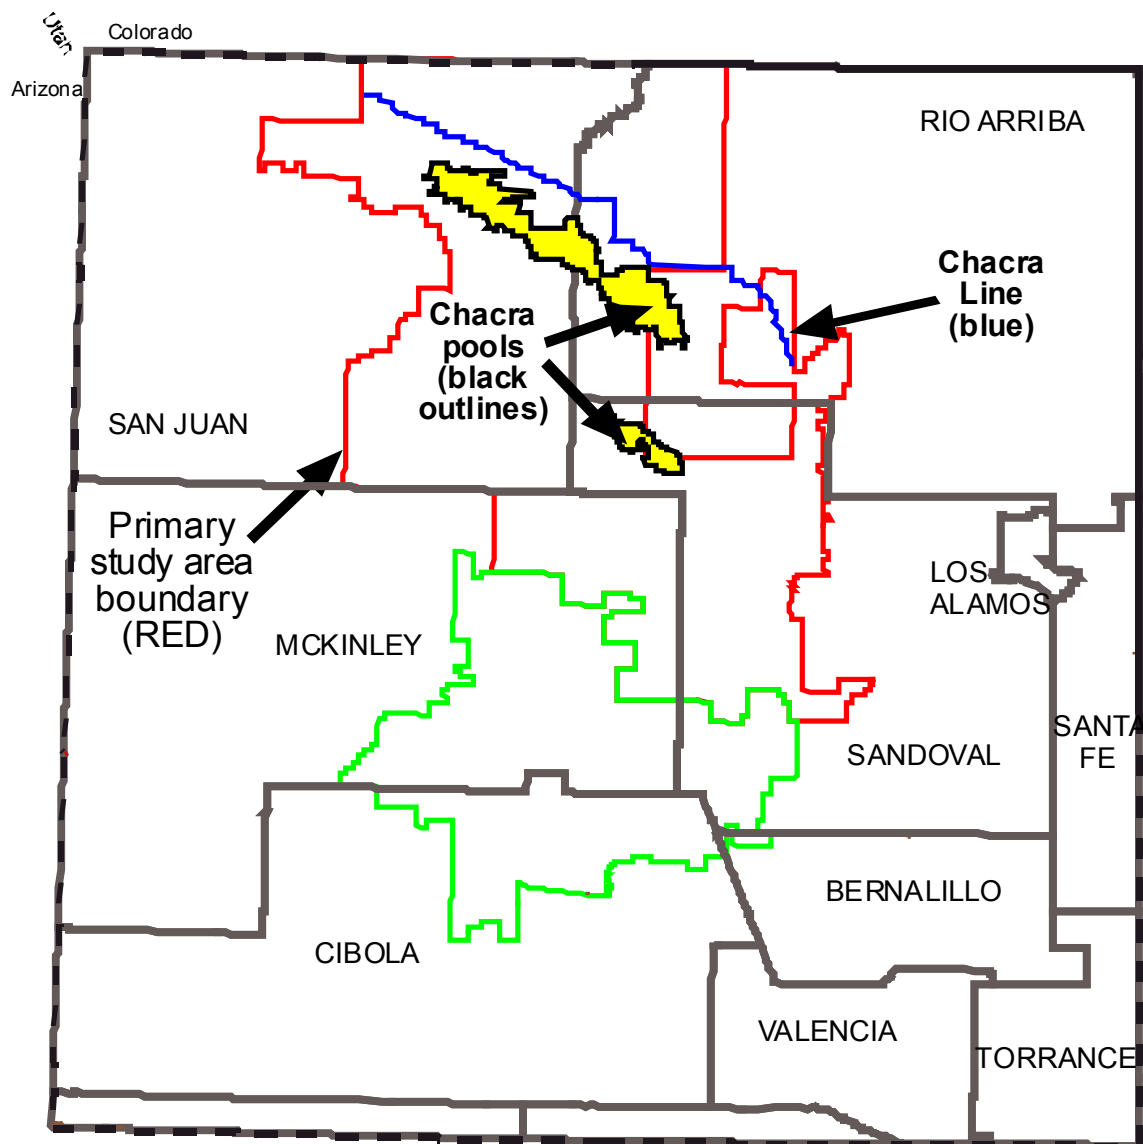 Utah
Colorado
Arizona
RIO ARRIBA
Chacra
Line
(blue)
Chacra
pools
(black
outlines)
SAN JUAN
Primary
study area
boundary
(RED)
LOS
ALAMOS
MCKINLEY
SANTA
FE
SANDOVAL
BERNALILLO
CIBOLA
VALENCIA
TORRANCE